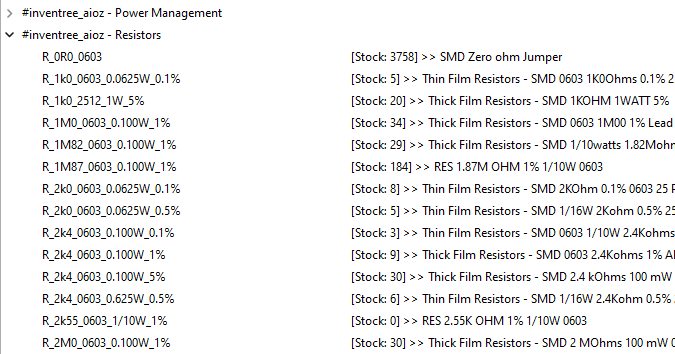 #inventree_aioz - Power Management
#inventree_aioz - Resistors
R_0R0_0603 [Stock: 3758] >> SMD Zero ohm Jumper
R_1k0_0603_0.0625W_0.1% [Stock: 5] >> Thin Film Resistors - SMD 0603 1K0Ohms 0.1% 2
R_1k0_2512_1W_5% [Stock: 20] >> Thick Film Resistors - SMD 1KOHM 1WATT 5%
R_1M0_0603_0.100W_1% [Stock: 34] >> Thick Film Resistors - SMD 0603 1M00 1% Lead
R_1M82_0603_0.100W_1% [Stock: 29] >> Thick Film Resistors - SMD 1/10watts 1.82Mohm
R_1M87_0603_0.100W_1% [Stock: 184] >> RES 1.87M OHM 1% 1/10W 0603
R_2k0_0603_0.0625W_0.1% [Stock: 8] >> Thin Film Resistors - SMD 2KOhm 0.1% 0603 25 P
R_2k0_0603_0.0625W_0.5% [Stock: 5] >> Thin Film Resistors - SMD 1/16W 2Kohm 0.5% 25
R_2k4_0603_0.100W_0.1% [Stock: 3] >> Thin Film Resistors - SMD 0603 1/10W 2.4Kohms
R_2k4_0603_0.100W_1% [Stock: 9] >> Thick Film Resistors - SMD 0603 2.4Kohms 1% A
R_2k4_0603_0.100W_5% [Stock: 30] >> Thick Film Resistors - SMD 2.4 kOhms 100 mW
R_2k4_0603_0.625W_0.5% [Stock: 6] >> Thin Film Resistors - SMD 1/16W 2.4Kohm 0.5%
R_2k55_0603_1/10W_1% [Stock: 0] >> RES 2.55K OHM 1% 1/10W 0603
R_2M0_0603_0.100W_1% [Stock: 30] >> Thick Film Resistors - SMD 2 MOhms 100 mW